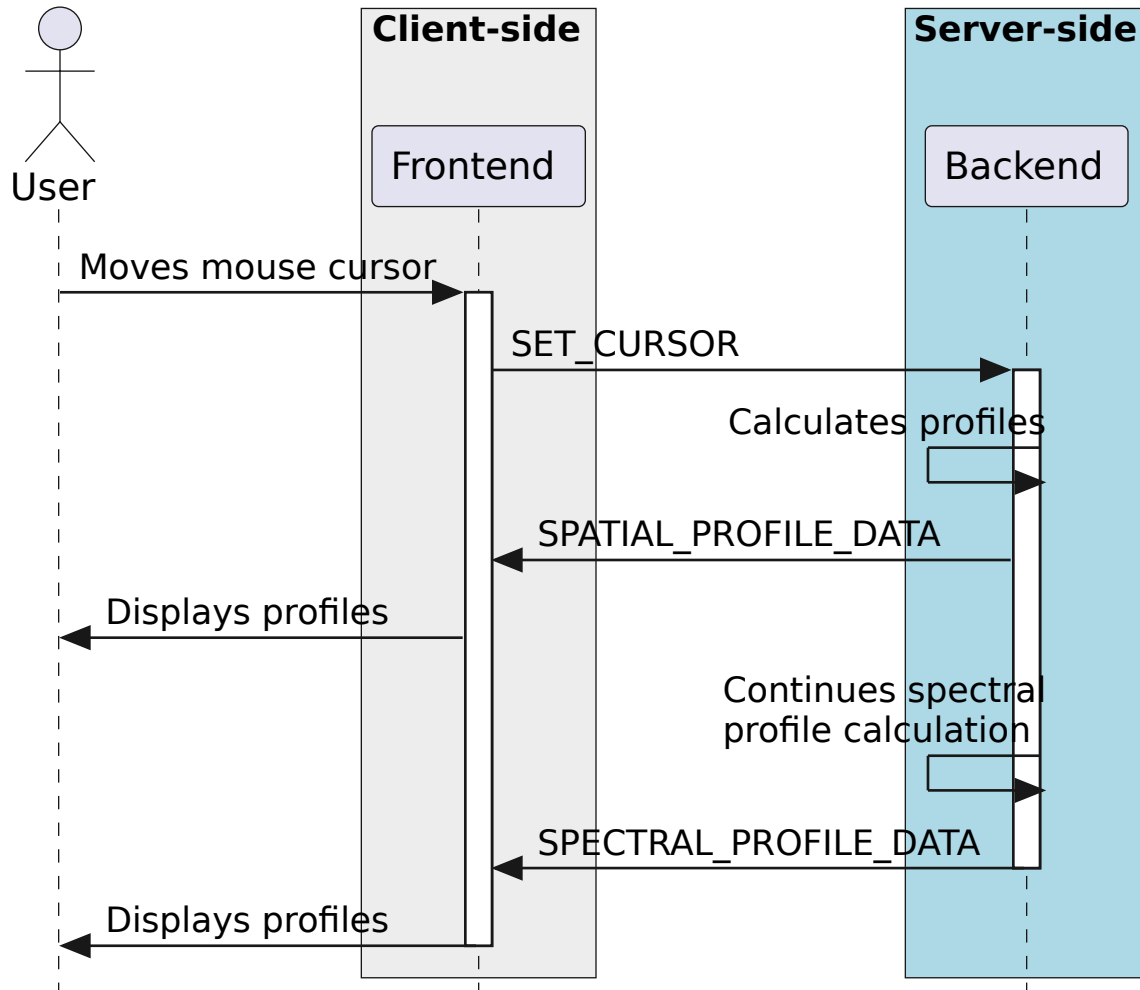 Client-side
Server-side
Frontend
Backend
User
Moves mouse cursor
SET_CURSOR
Calculates profiles
SPATIAL_PROFILE_DATA
Displays profiles
Continues spectral
profile calculation
SPECTRAL_PROFILE_DATA
Displays profiles